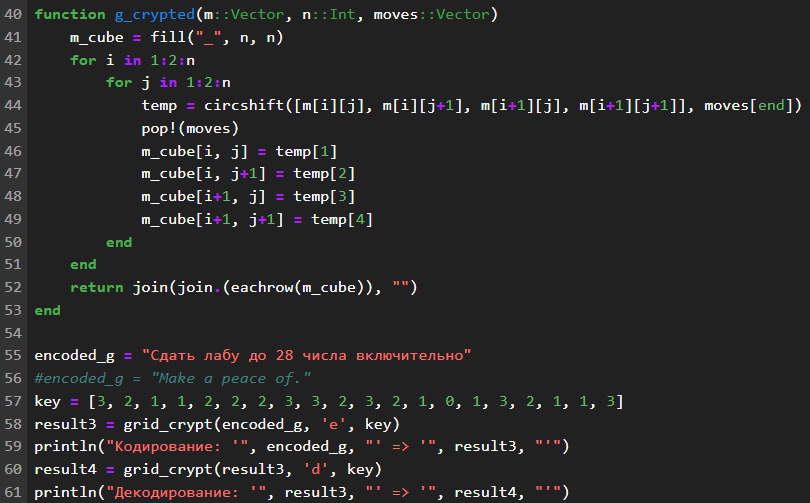 40 function g_crypted(m::Vector, n::Int, moves::Vector)
41     m_cube = fill("_", n, n)
42     for i in 1:2:n
43         for j in 1:2:n
44             temp = circshift([m[i][j], m[i][j+1], m[i+1][j], m[i+1][j+1]], moves[end])
45             pop!(moves)
46             m_cube[i, j] = temp[1]
47             m_cube[i, j+1] = temp[2]
48             m_cube[i+1, j] = temp[3]
49             m_cube[i+1, j+1] = temp[4]
50         end
51     end
52     return join(join.(eachrow(m_cube)), "")
53 end
54
55 encoded_g = "Сдать лабу до 28 числа включительно"
56 #encoded_g = "Make a peace of."
57 key = [3, 2, 1, 1, 2, 2, 2, 3, 3, 2, 3, 2, 1, 0, 1, 3, 2, 1, 1, 3]
58 result3 = grid_crypt(encoded_g, 'e', key)
59 println("Кодирование: '", encoded_g, "' => '", result3, "'")
60 result4 = grid_crypt(result3, 'd', key)
61 println("Декодирование: '", result3, "' => '", result4, "'")